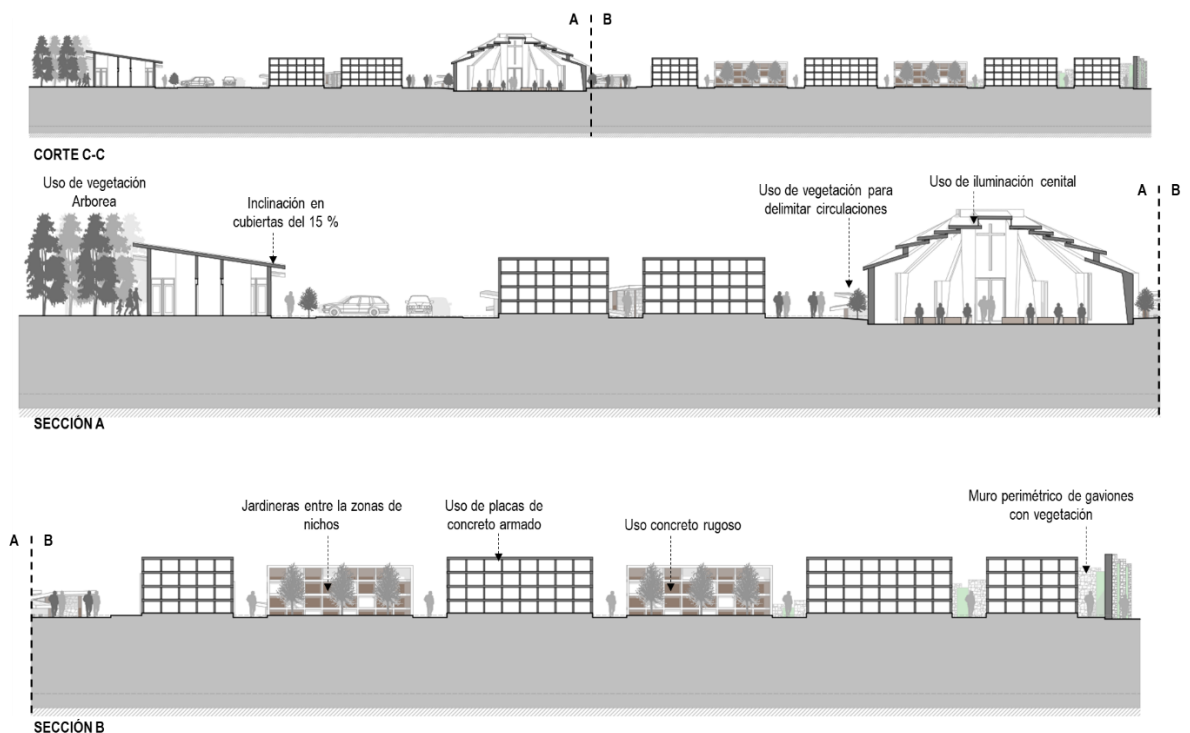 A B
CORTE C-C
Uso de vegetación
Arborea
Inclinación en
cubiertas del 15 %
Uso de vegetación para
delimitar circulaciones
Uso de iluminación cenital
A B
SECCIÓN A
Jardineras entre la zonas de
nichos
Uso de placas de
concreto armado
Uso concreto rugoso
Muro perimétrico de gaviones
con vegetación
A B
SECCIÓN B